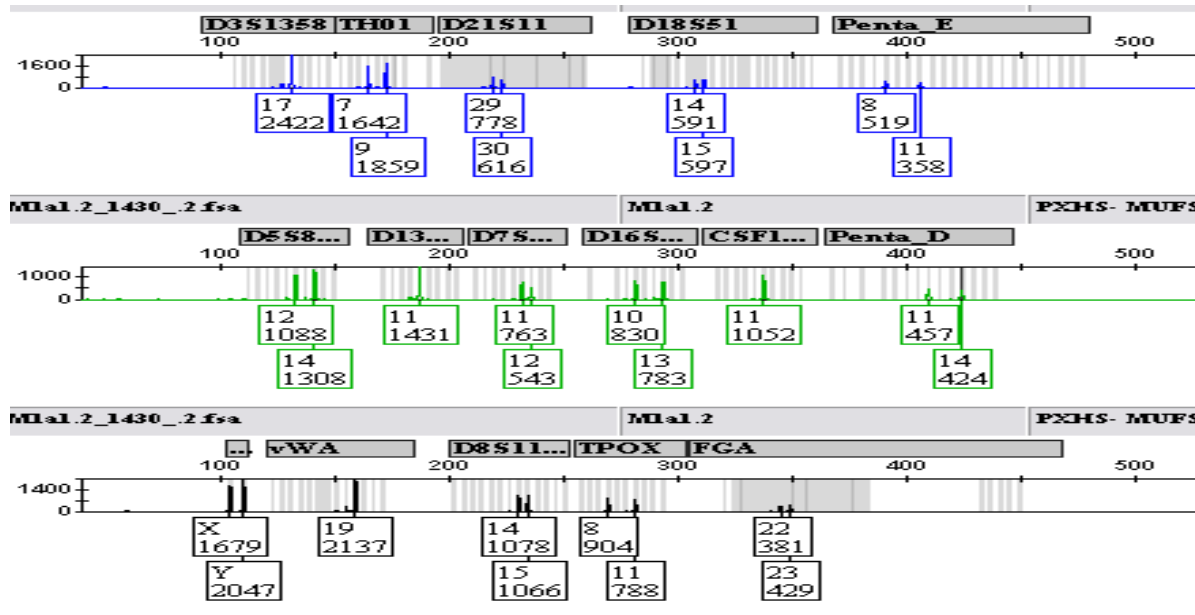 D3S1358 TH01 D21S11 D18S51 Penta_E
100 200 300 400 500
1600
0
17 7 29 14 8
2422 1642 778 591 519
9 30 15 11
1859 616 597 358
M1a1.2_1430_.2.fsa M1a1.2 PXHS- MUFS
D5S8... D13... D7S... D16S... CSF1... Penta_D
100 200 300 400 500
1000
0
12 11 11 10 11 11
1088 1431 763 830 1052 457
14 12 13 14
1308 543 783 424
M1a1.2_1430_.2.fsa M1a1.2 PXHS- MUFS
... vWA D8S11... TPOX FGA
100 200 300 400 500
1400
0
X 19 14 8 22
1679 2137 1078 904 381
Y 15 11 23
2047 1066 788 429